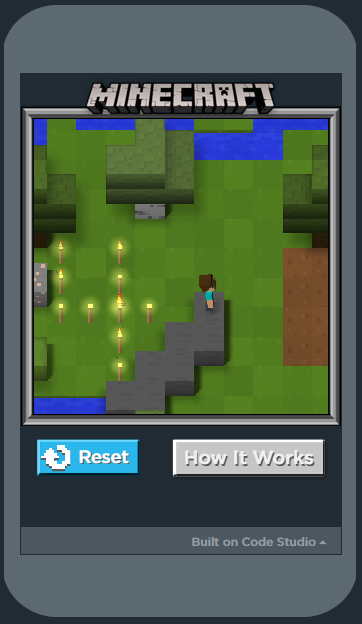 MINECRAFT
Reset
How It Works
Built on Code Studio